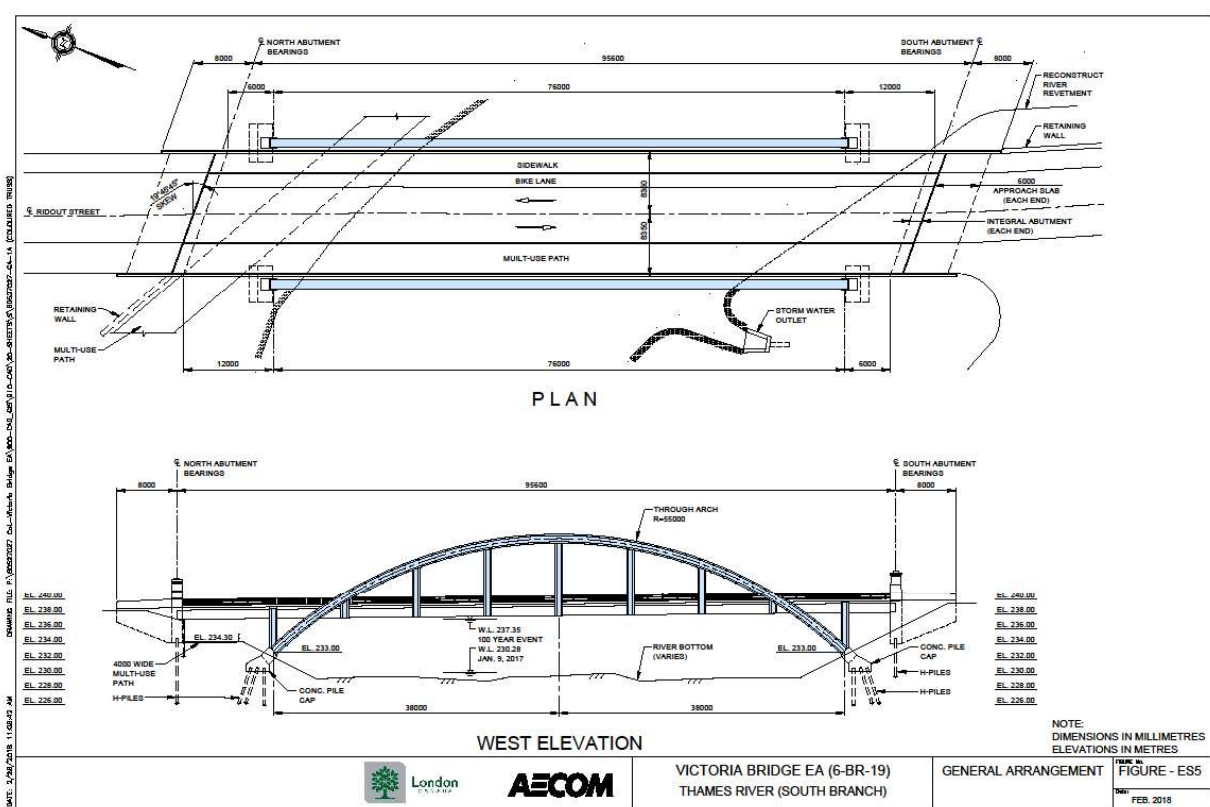 ℄ NORTH ABUTMENT
BEARINGS
SOUTH ABUTMENT ℄
BEARINGS
8000
95600
8000
6000
76000
12000
RECONSTRUCT
RIVER
REVETMENT
RETAINING
WALL
SIDEWALK
BIKE LANE
SKEW
℄ RIDOUT STREET
8350
6000
APPROACH SLAB
(EACH END)
INTEGRAL ABUTMENT
(EACH END)
MUILT-USE PATH
RETAINING
WALL
MULTI-USE
PATH
STORM WATER
OUTLET
12000
76000
6000
PLAN
℄ NORTH ABUTMENT
BEARINGS
℄ SOUTH ABUTMENT
BEARINGS
8000
95600
8000
THROUGH ARCH
R=55000
EL. 240.00
EL. 238.00
EL. 236.00
EL. 234.00
EL. 232.00
EL. 230.00
EL. 228.00
EL. 226.00
EL. 240.00
EL. 238.00
EL. 236.00
EL. 234.00
EL. 232.00
EL. 230.00
EL. 228.00
EL. 226.00
EL. 234.30
EL. 233.00
W.L. 237.35
100 YEAR EVENT
W.L. 230.28
JAN. 9, 2017
RIVER BOTTOM
(VARIES)
EL. 233.00
CONC. PILE
CAP
H-PILES
H-PILES
4000 WIDE
MULTI-USE
PATH
H-PILES
CONC. PILE
CAP
38000
38000
WEST ELEVATION
NOTE:
DIMENSIONS IN MILLIMETRES
ELEVATIONS IN METRES
London
CANADA
AECOM
VICTORIA BRIDGE EA (6-BR-19)
THAMES RIVER (SOUTH BRANCH)
GENERAL ARRANGEMENT
FIGURE No.
FIGURE - ES5
Date:
FEB. 2018